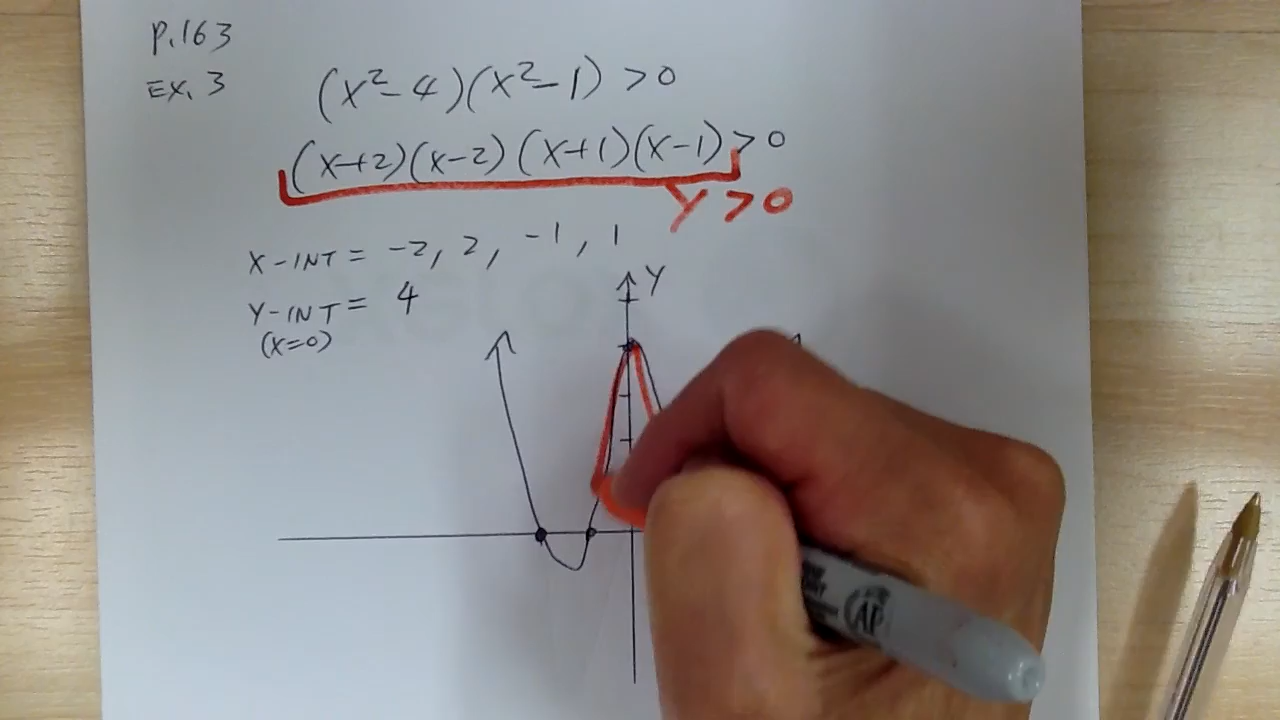 P.163
EX. 3
(x²-4)(x²-1) > 0
(x+2)(x-2)(x+1)(x-1) > 0
Y > 0
X-INT = -2, 2, -1, 1
Y-INT = 4
(X=0)
Y
AP